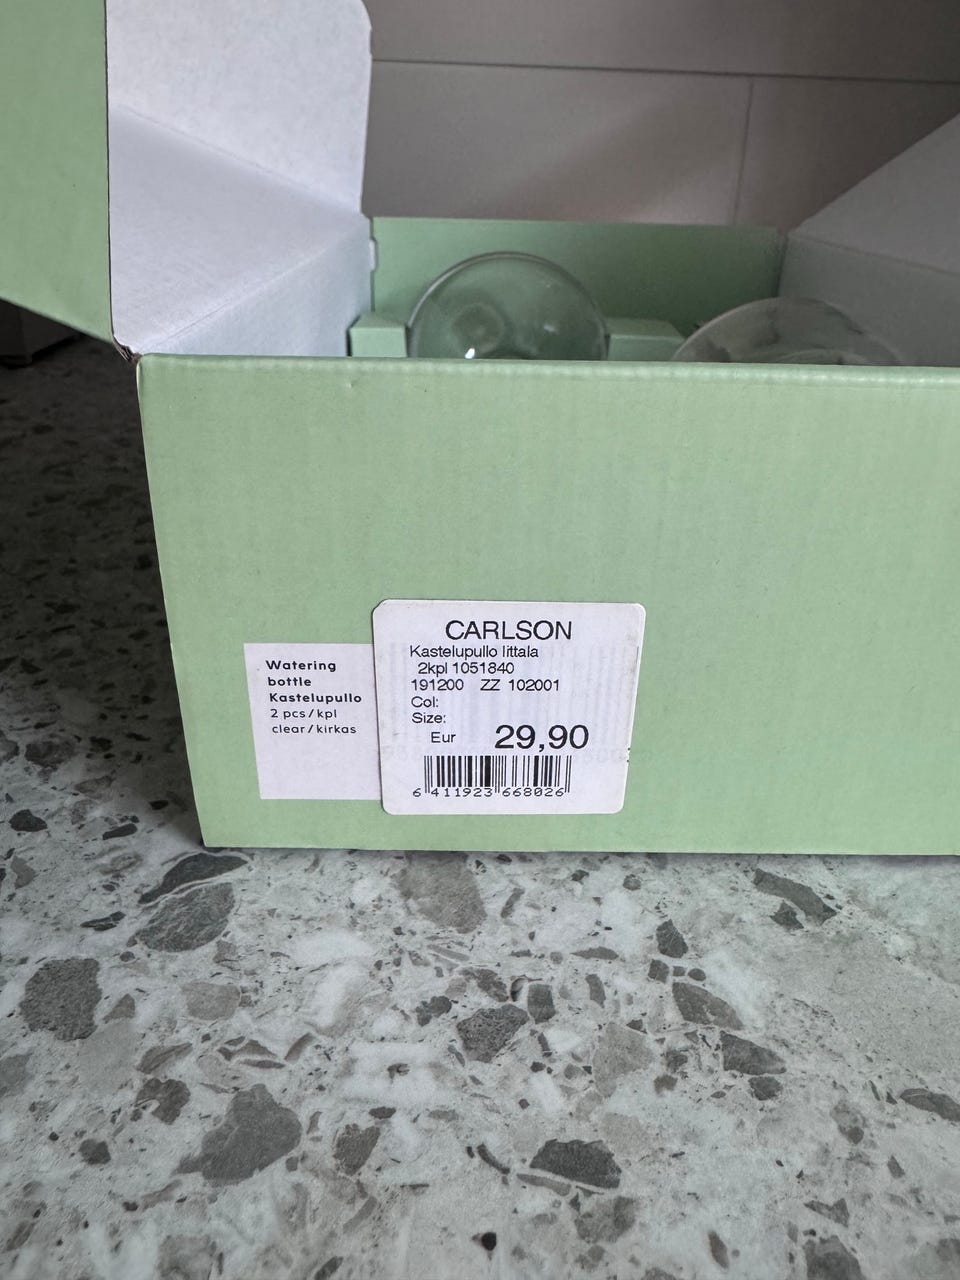 Watering
bottle
Kastelupullo
2 pcs/kpl
clear/kirkas
CARLSON
Kastelupullo Iittala
2kpl 1051840
191200 ZZ 102001
Col:
Size:
Eur 29,90
6 411923 668026